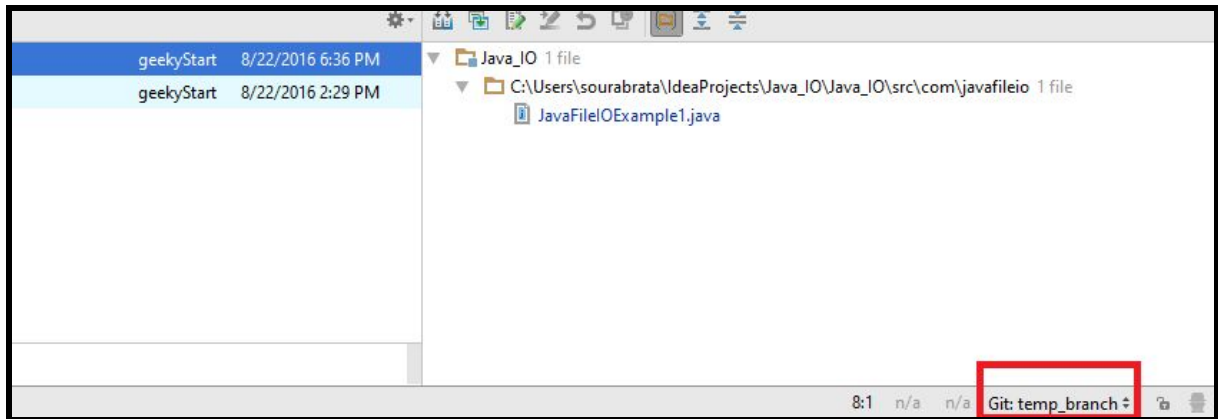 geekyStart 8/22/2016 6:36 PM
geekyStart 8/22/2016 2:29 PM
Java_IO 1 file
C:\Users\sourabrata\IdeaProjects\Java_IO\Java_IO\src\com\javafileio 1 file
JavaFileIOExample1.java
8:1 n/a n/a Git: temp_branch